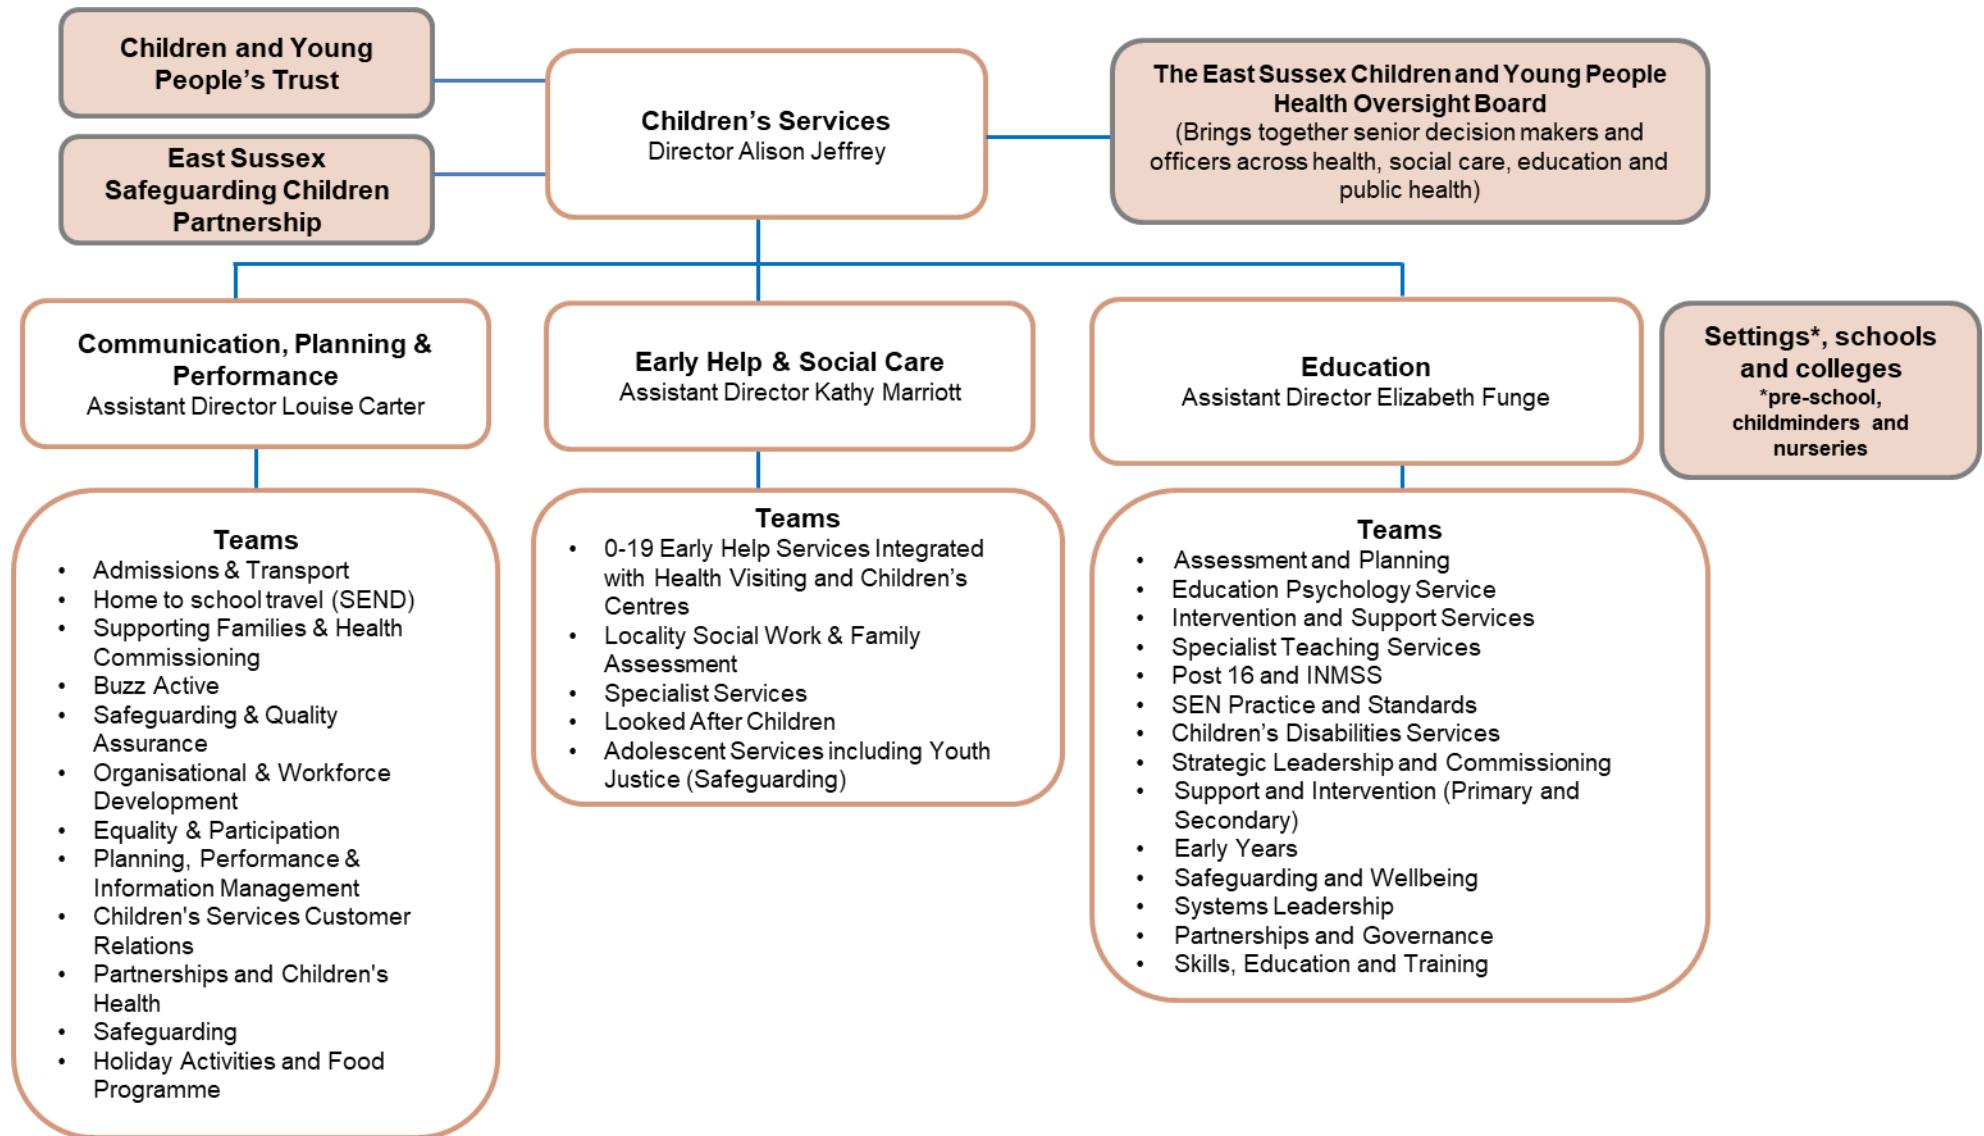 Children and Young
People’s Trust
East Sussex
Safeguarding Children
Partnership
Children’s Services
Director Alison Jeffrey
The East Sussex Children and Young People
Health Oversight Board
(Brings together senior decision makers and
officers across health, social care, education and
public health)
Communication, Planning &
Performance
Assistant Director Louise Carter
Early Help & Social Care
Assistant Director Kathy Marriott
Education
Assistant Director Elizabeth Funge
Settings*, schools
and colleges
*pre-school,
childminders and
nurseries
Teams
• Admissions & Transport
• Home to school travel (SEND)
• Supporting Families & Health
Commissioning
• Buzz Active
• Safeguarding & Quality
Assurance
• Organisational & Workforce
Development
• Equality & Participation
• Planning, Performance &
Information Management
• Children's Services Customer
Relations
• Partnerships and Children's
Health
• Safeguarding
• Holiday Activities and Food
Programme
Teams
• 0-19 Early Help Services Integrated
with Health Visiting and Children’s
Centres
• Locality Social Work & Family
Assessment
• Specialist Services
• Looked After Children
• Adolescent Services including Youth
Justice (Safeguarding)
Teams
• Assessment and Planning
• Education Psychology Service
• Intervention and Support Services
• Specialist Teaching Services
• Post 16 and INMSS
• SEN Practice and Standards
• Children’s Disabilities Services
• Strategic Leadership and Commissioning
• Support and Intervention (Primary and
Secondary)
• Early Years
• Safeguarding and Wellbeing
• Systems Leadership
• Partnerships and Governance
• Skills, Education and Training